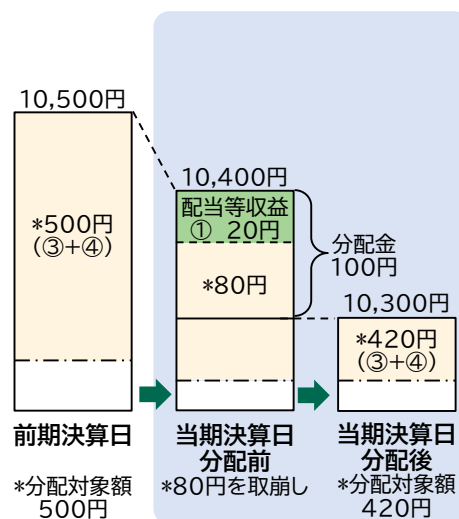 10,500円
*500円
(③+④)
前期決算日
*分配対象額
500円
10,400円
配当等収益
① 20円
*80円
分配金
100円
当期決算日
分配前
*80円を取崩し
10,300円
*420円
(③+④)
当期決算日
分配後
*分配対象額
420円